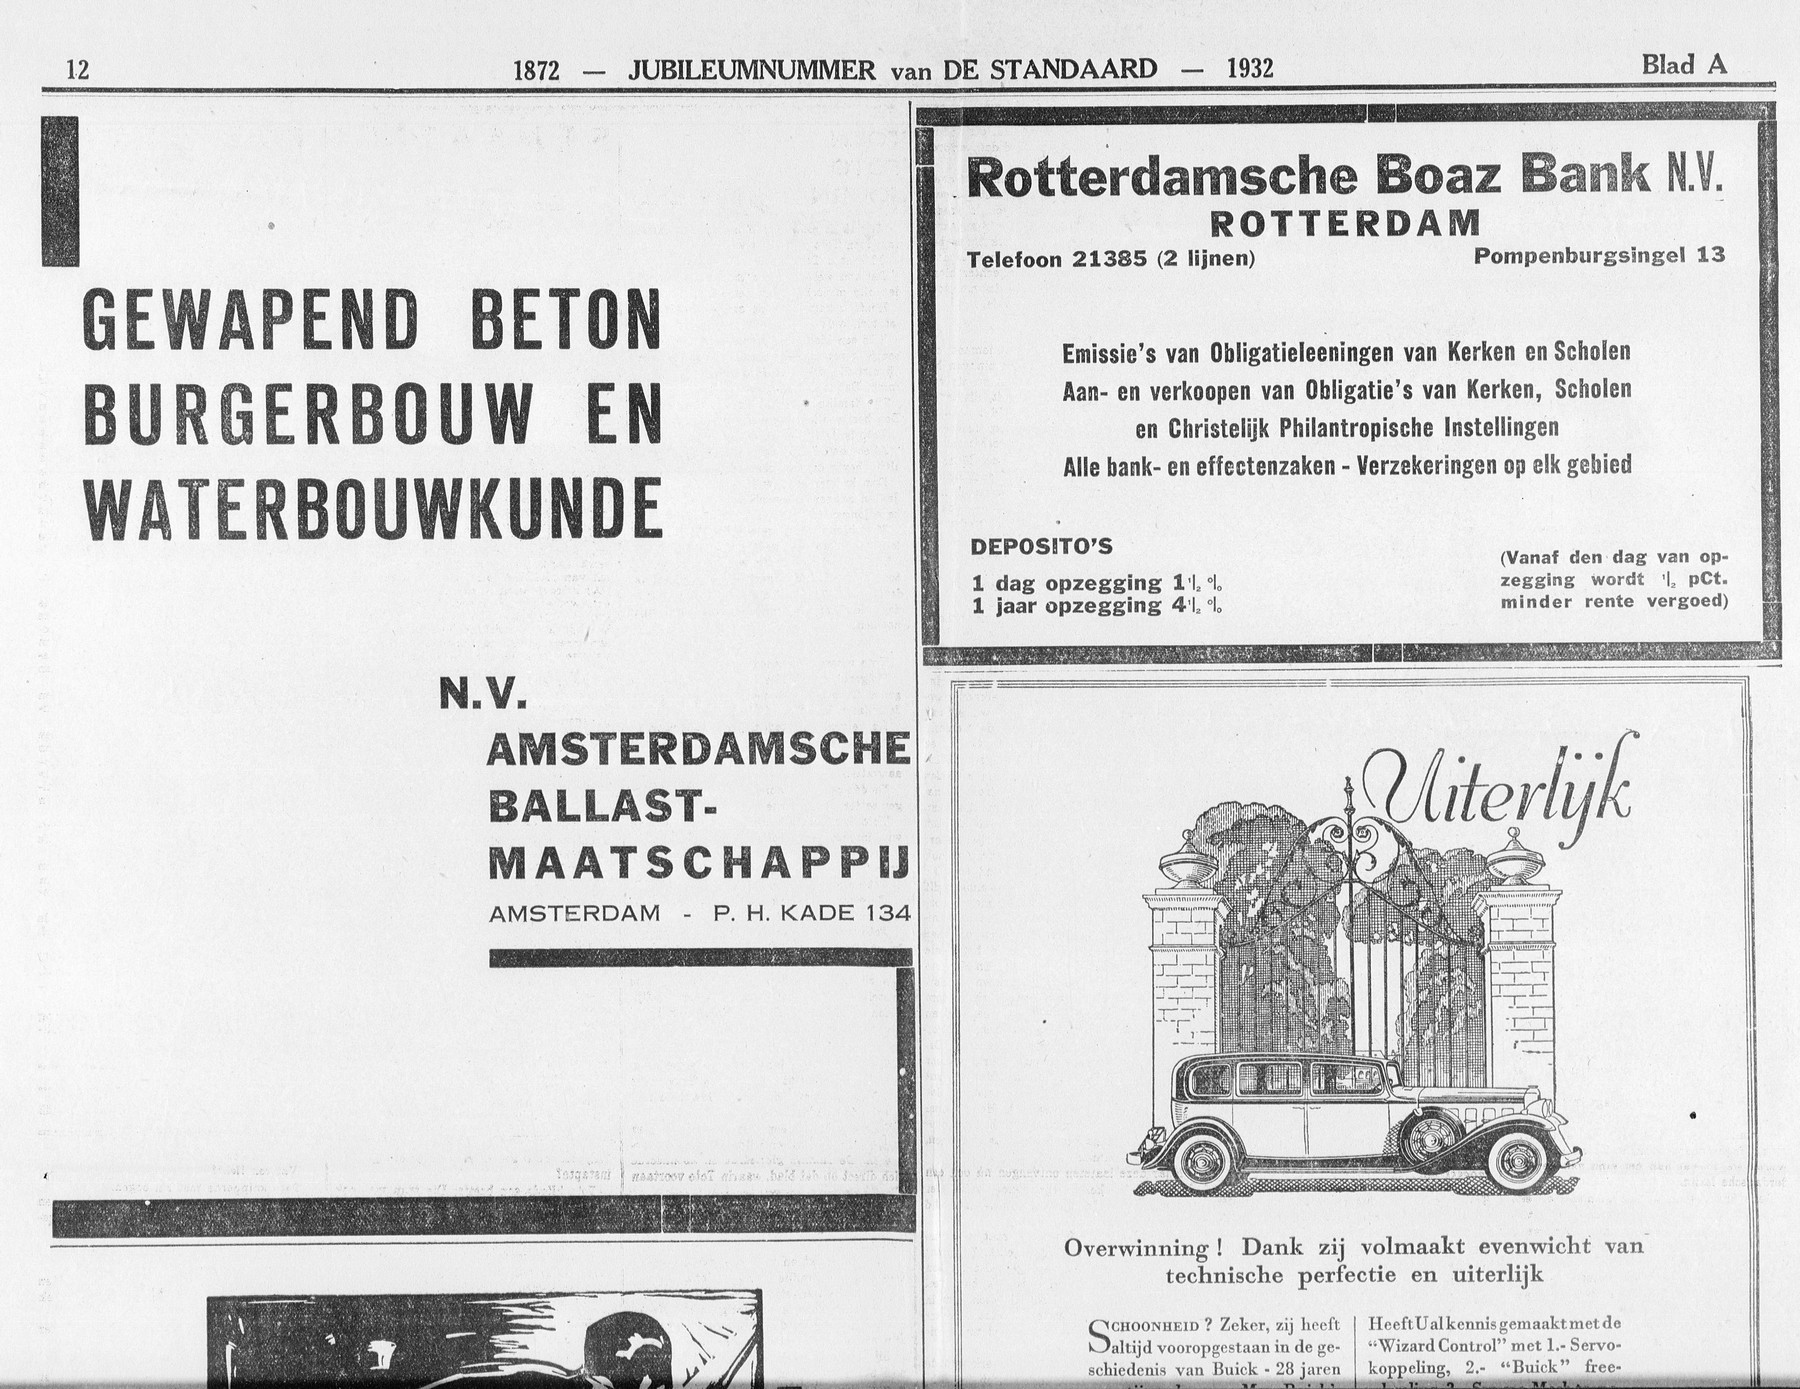 12
1872 — JUBILEUMNUMMER van DE STANDAARD — 1932
Blad A
GEWAPEND BETON
BURGERBOUW EN
WATERBOUWKUNDE
N.V.
AMSTERDAMSCHE
BALLAST-
MAATSCHAPPIJ
AMSTERDAM - P. H. KADE 134
Rotterdamsche Boaz Bank N.V.
ROTTERDAM
Telefoon 21385 (2 lijnen)
Pompenburgsingel 13
Emissie's van Obligatieleeningen van Kerken en Scholen
Aan- en verkoopen van Obligatie's van Kerken, Scholen
en Christelijk Philantropische Instellingen
Alle bank- en effectenzaken - Verzekeringen op elk gebied
DEPOSITO'S
1 dag opzegging 1 1/2 %
1 jaar opzegging 4 1/2 %
(Vanaf den dag van op-
zegging wordt 1/2 pCt.
minder rente vergoed)
Uiterlijk
Overwinning! Dank zij volmaakt evenwicht van
technische perfectie en uiterlijk
SCHOONHEID? Zeker, zij heeft
altijd vooropgestaan in de ge-
schiedenis van Buick - 28 jaren
Heeft U al kennis gemaakt met de
"Wizard Control" met 1.- Servo-
koppeling, 2.- "Buick" free-